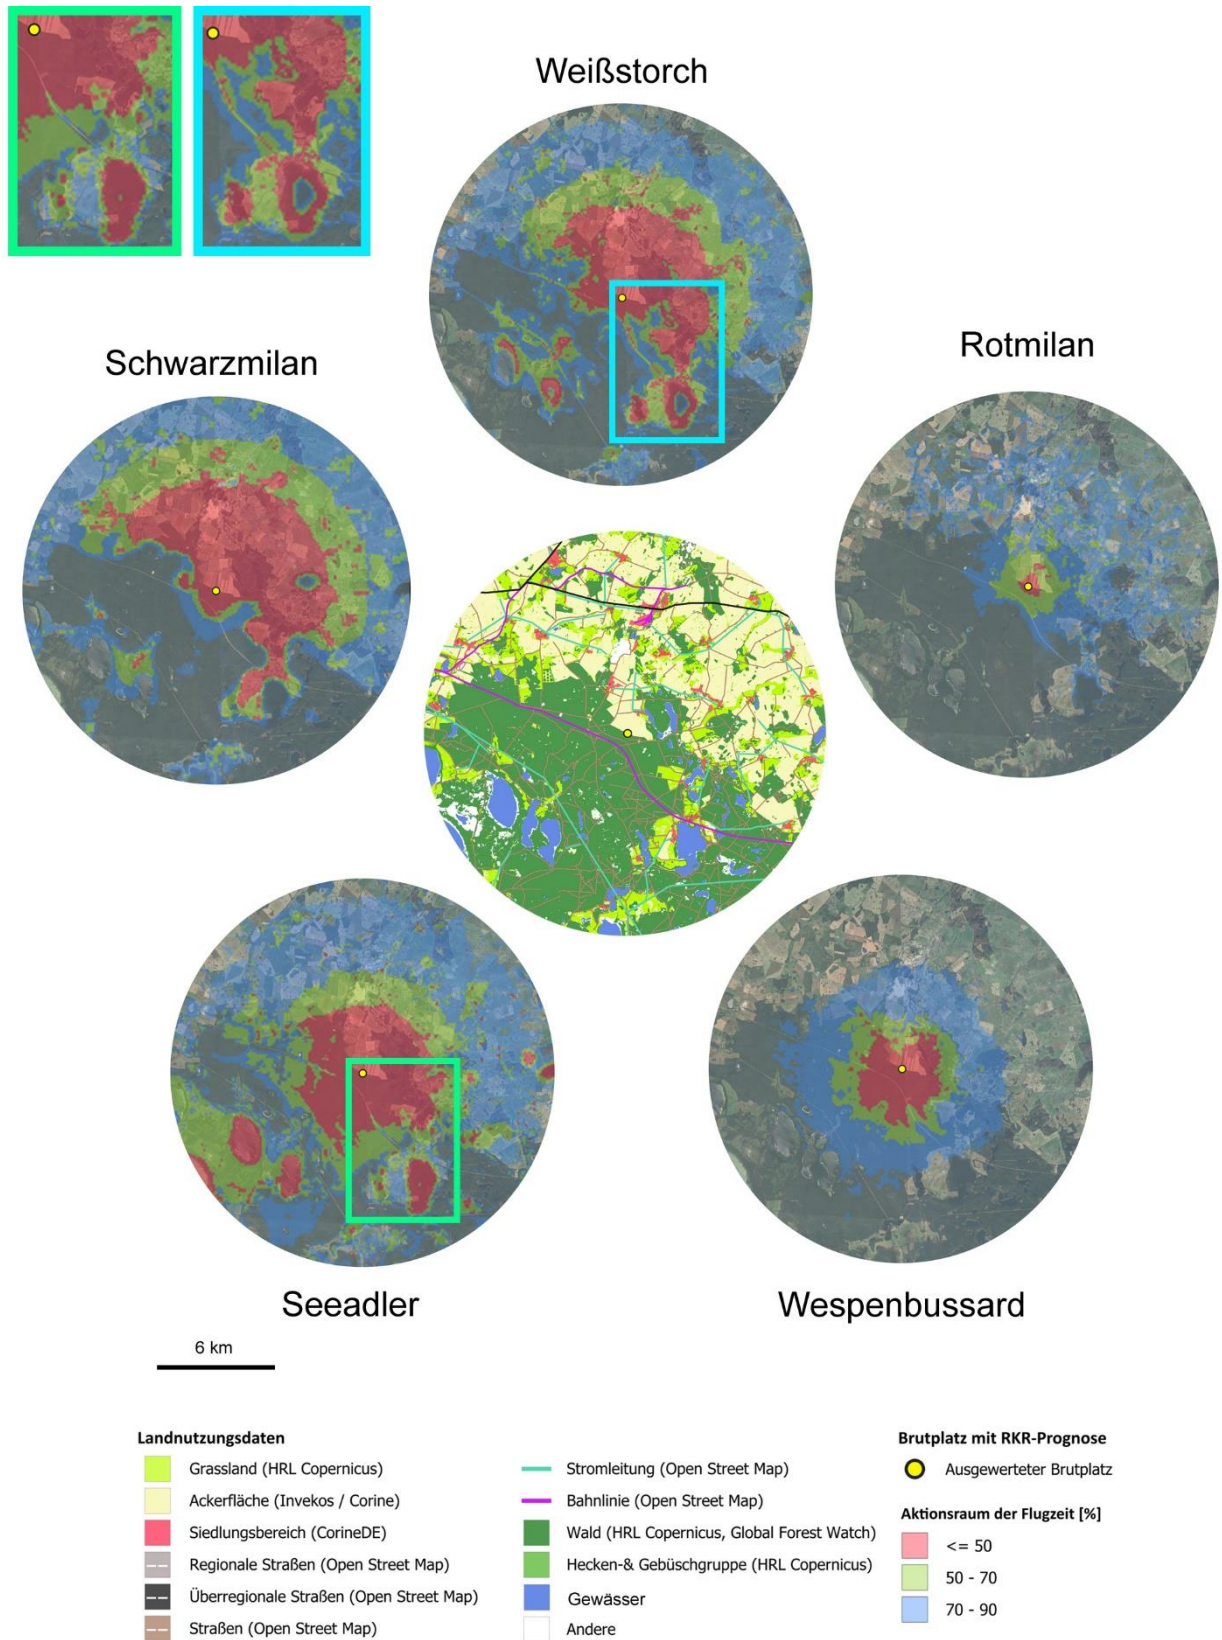 Weißstorch
Rotmilan
Schwarzmilan
Seeadler
Wespenbussard
6 km
Landnutzungsdaten
Grassland (HRL Copernicus)
Ackerfläche (Invekos / Corine)
Siedlungsbereich (CorineDE)
Regionale Straßen (Open Street Map)
Überregionale Straßen (Open Street Map)
Straßen (Open Street Map)
Stromleitung (Open Street Map)
Bahnlinie (Open Street Map)
Wald (HRL Copernicus, Global Forest Watch)
Hecken-& Gebüschgruppe (HRL Copernicus)
Gewässer
Andere
Brutplatz mit RKR-Prognose
Ausgewerteter Brutplatz
Aktionsraum der Flugzeit [%]
<= 50
50 - 70
70 - 90